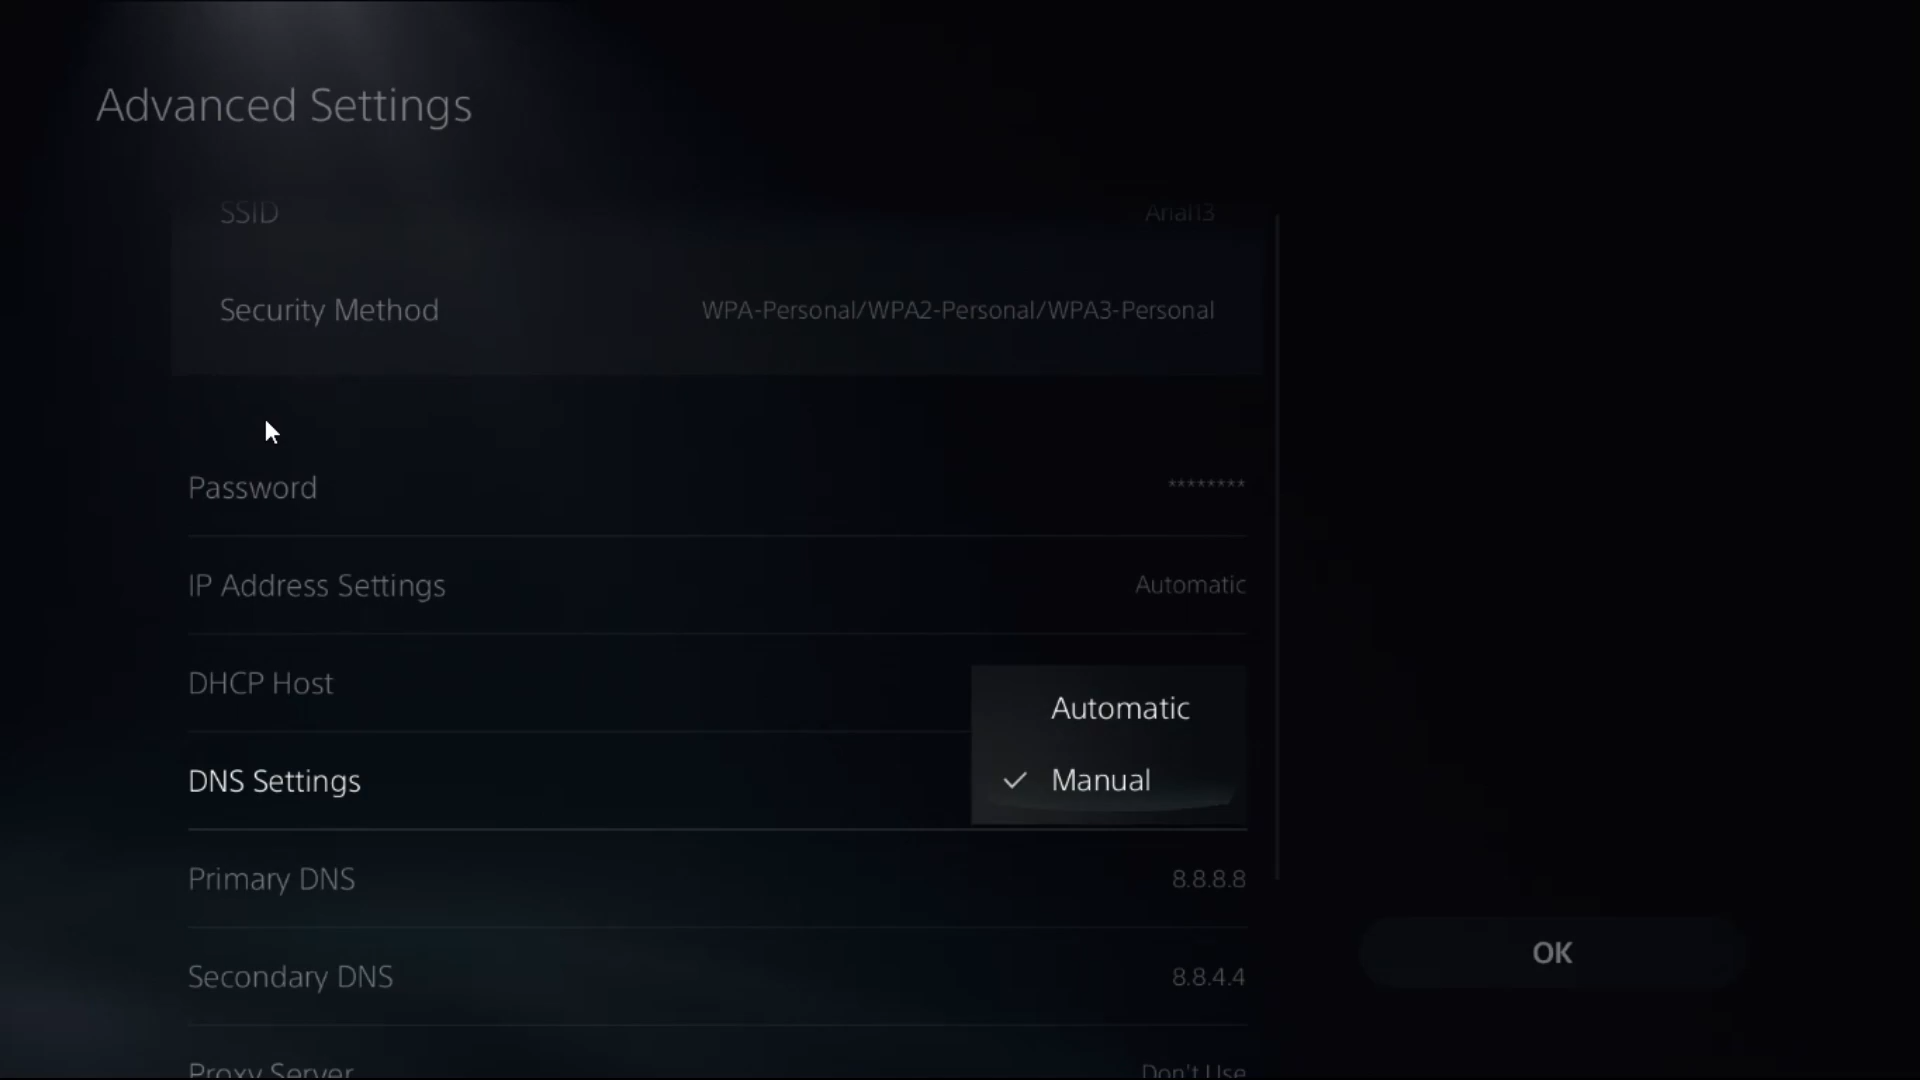 Advanced Settings
SSID Arial13
Security Method WPA-Personal/WPA2-Personal/WPA3-Personal
Password ********
IP Address Settings Automatic
DHCP Host
Automatic
DNS Settings ✓ Manual
Primary DNS 8.8.8.8
Secondary DNS 8.8.4.4
OK
Proxy Server Don't Use